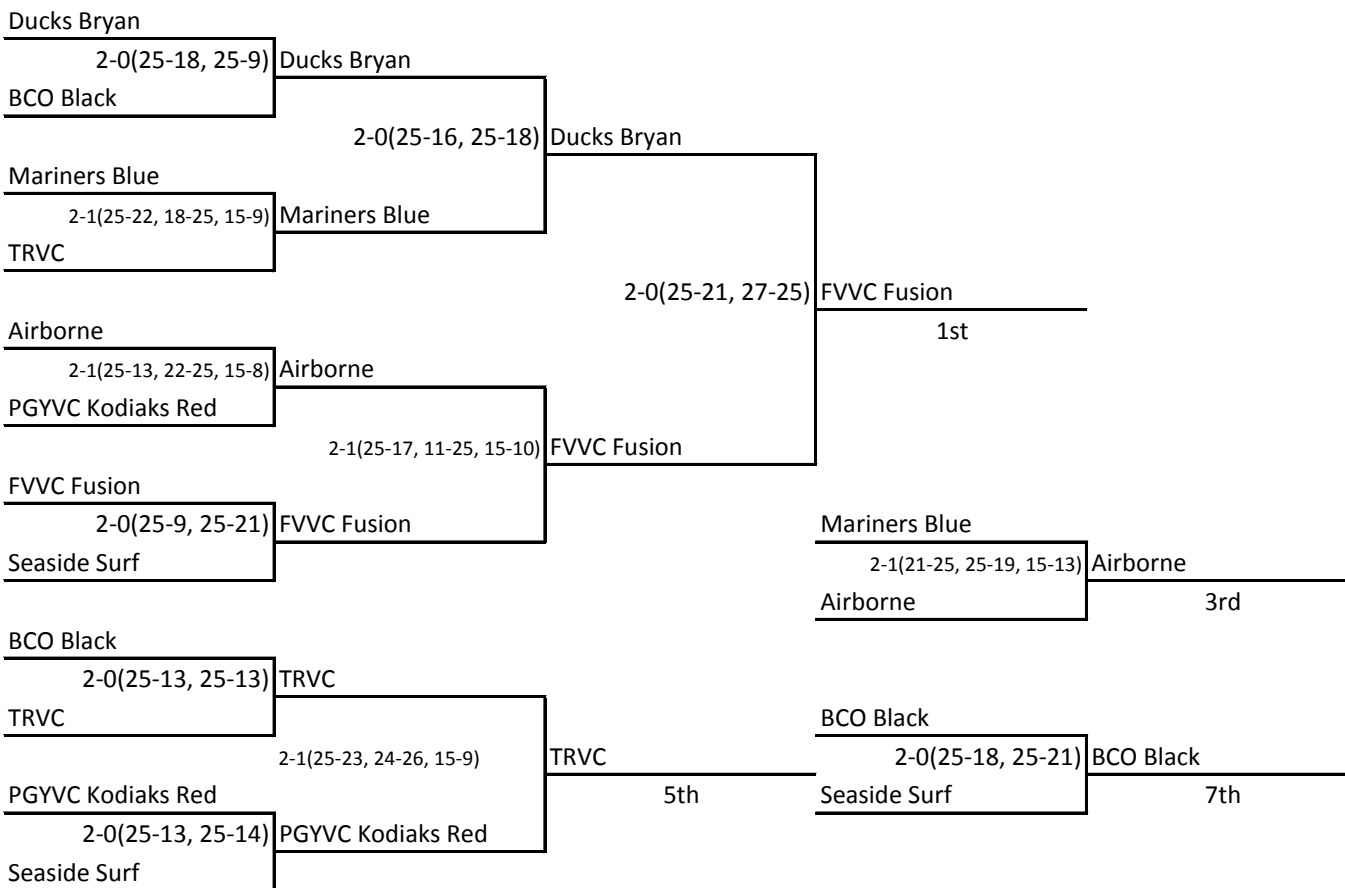 Ducks Bryan
2-0(25-18, 25-9) Ducks Bryan
BCO Black
2-0(25-16, 25-18) Ducks Bryan
Mariners Blue
2-1(25-22, 18-25, 15-9) Mariners Blue
TRVC
2-0(25-21, 27-25) FVVC Fusion
Airborne
1st
2-1(25-13, 22-25, 15-8) Airborne
PGYVC Kodiaks Red
2-1(25-17, 11-25, 15-10) FVVC Fusion
FVVC Fusion
2-0(25-9, 25-21) FVVC Fusion
Mariners Blue
Seaside Surf
2-1(21-25, 25-19, 15-13) Airborne
Airborne
3rd
BCO Black
2-0(25-13, 25-13) TRVC
TRVC
BCO Black
2-1(25-23, 24-26, 15-9) TRVC
2-0(25-18, 25-21) BCO Black
PGYVC Kodiaks Red
5th
Seaside Surf
7th
2-0(25-13, 25-14) PGYVC Kodiaks Red
Seaside Surf